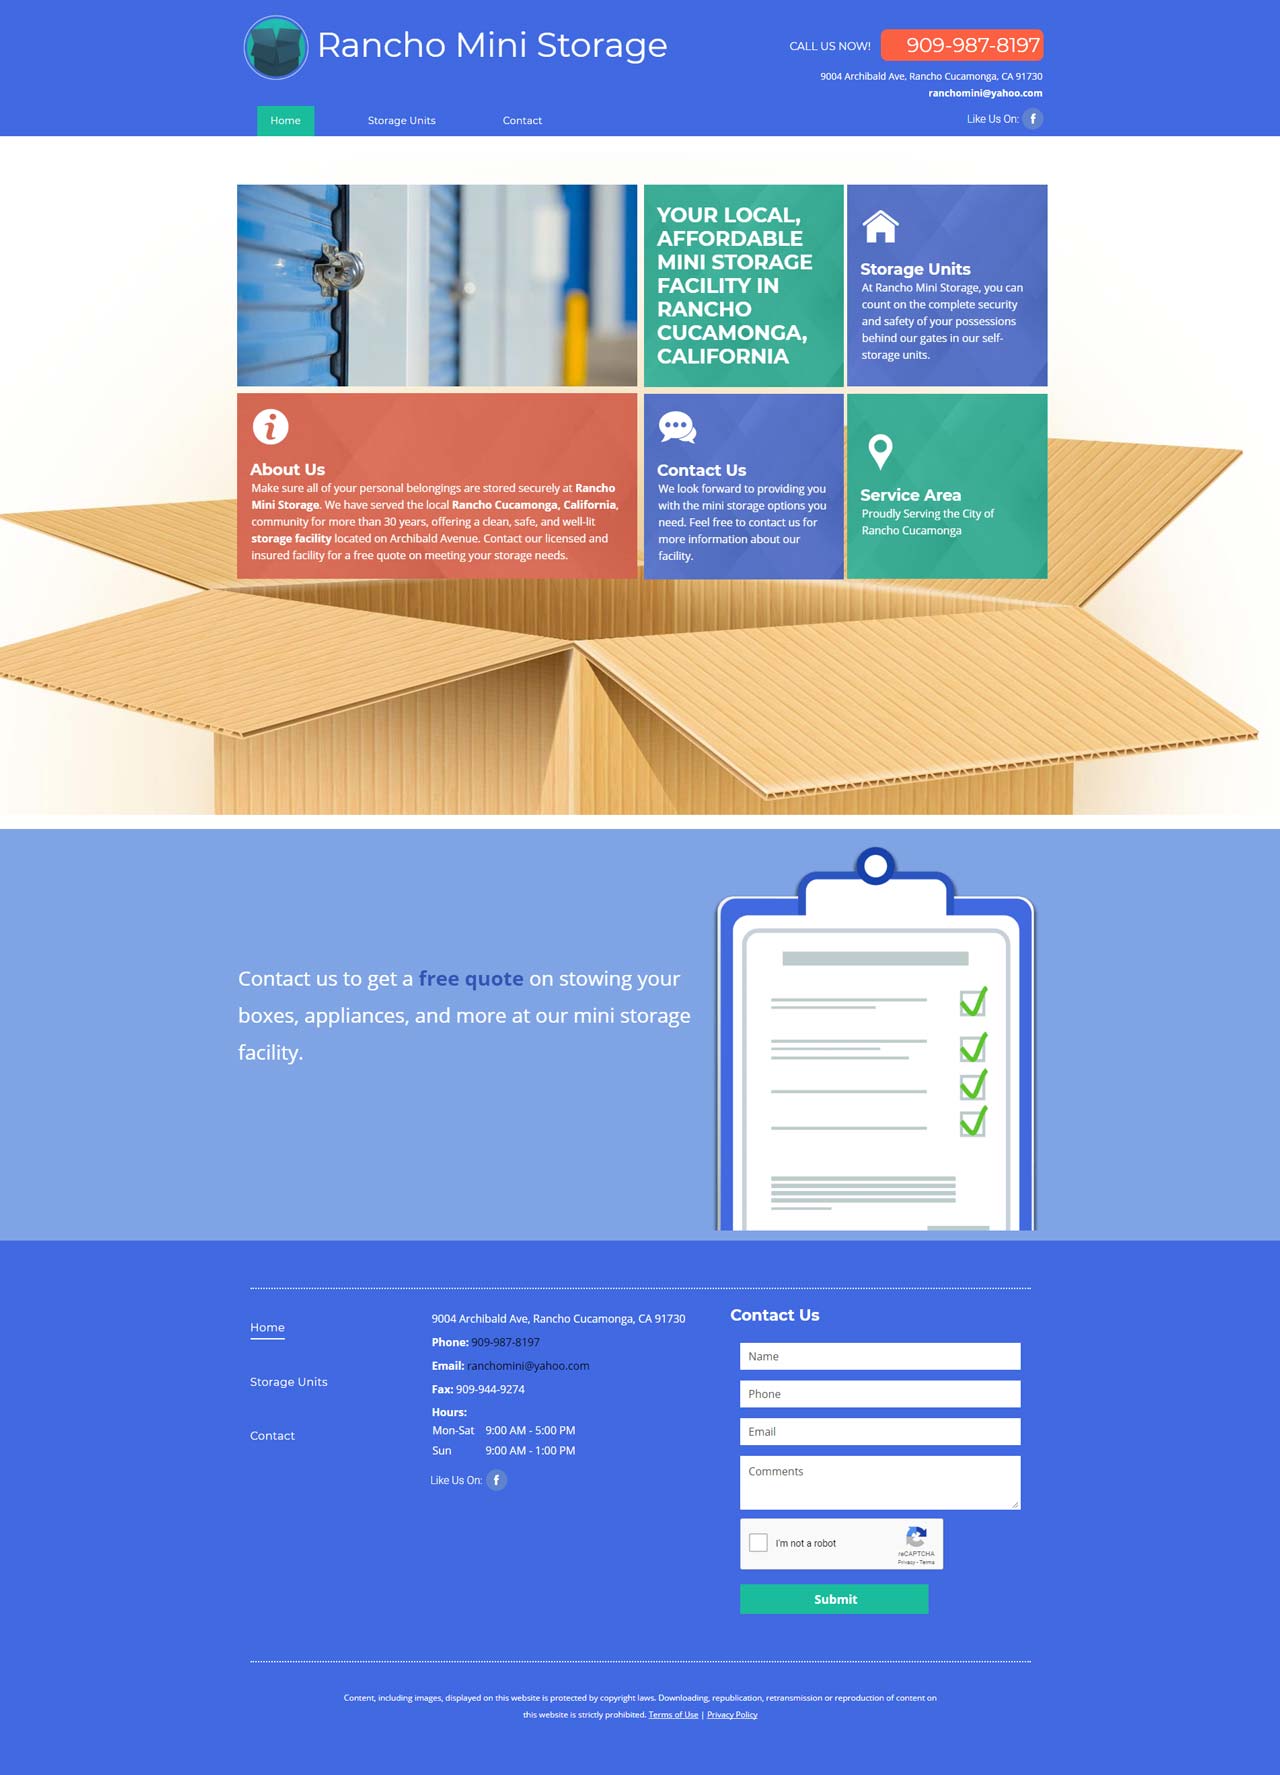 Rancho Mini Storage
CALL US NOW! 909-987-8197
9004 Archibald Ave, Rancho Cucamonga, CA 91730
ranchomini@yahoo.com
Home Storage Units Contact
Like Us On: f
YOUR LOCAL,
AFFORDABLE
MINI STORAGE
FACILITY IN
RANCHO
CUCAMONGA,
CALIFORNIA
Storage Units
At Rancho Mini Storage, you can
count on the complete security
and safety of your possessions
behind our gates in our self-
storage units.
About Us
Make sure all of your personal belongings are stored securely at Rancho
Mini Storage. We have served the local Rancho Cucamonga, California,
community for more than 30 years, offering a clean, safe, and well-lit
storage facility located on Archibald Avenue. Contact our licensed and
insured facility for a free quote on meeting your storage needs.
Contact Us
We look forward to providing you
with the mini storage options you
need. Feel free to contact us for
more information about our
facility.
Service Area
Proudly Serving the City of
Rancho Cucamonga
Contact us to get a free quote on stowing your
boxes, appliances, and more at our mini storage
facility.
Home
Storage Units
Contact
9004 Archibald Ave, Rancho Cucamonga, CA 91730
Phone: 909-987-8197
Email: ranchomini@yahoo.com
Fax: 909-944-9274
Hours:
Mon-Sat 9:00 AM - 5:00 PM
Sun 9:00 AM - 1:00 PM
Like Us On: f
Contact Us
Name
Phone
Email
Comments
I'm not a robot
reCAPTCHA
Privacy - Terms
Submit
Content, including images, displayed on this website is protected by copyright laws. Downloading, republication, retransmission or reproduction of content on
this website is strictly prohibited. Terms of Use | Privacy Policy